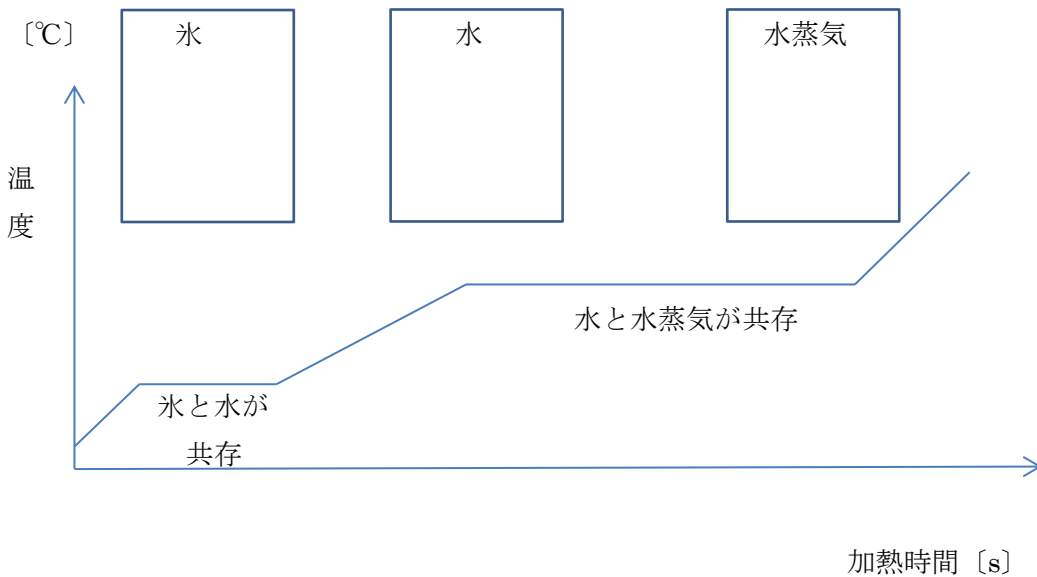 〔℃〕
氷
水
水蒸気
温
度
水と水蒸気が共存
氷と水が
共存
加熱時間〔s〕